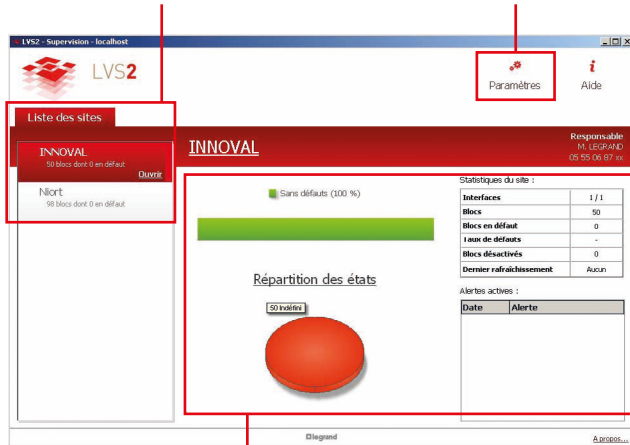 LVS2 - Supervision - localhost
LVS2
Paramètres
Aide
Liste des sites
INNOVAL
50 blocs dont 0 en défaut
Ouvrir
Niort
98 blocs dont 0 en défaut
INNOVAL
Responsable
M. LEGRAND
05 55 06 87 xx
Sans défauts (100 %)
Répartition des états
50 Indéfini
Statistiques du site :
Interfaces 1 / 1
Blocs 50
Blocs en défaut 0
Taux de défauts -
Blocs désactivés 0
Dernier rafraîchissement Aucun
Alertes actives :
Date Alerte
legrand
A propos...